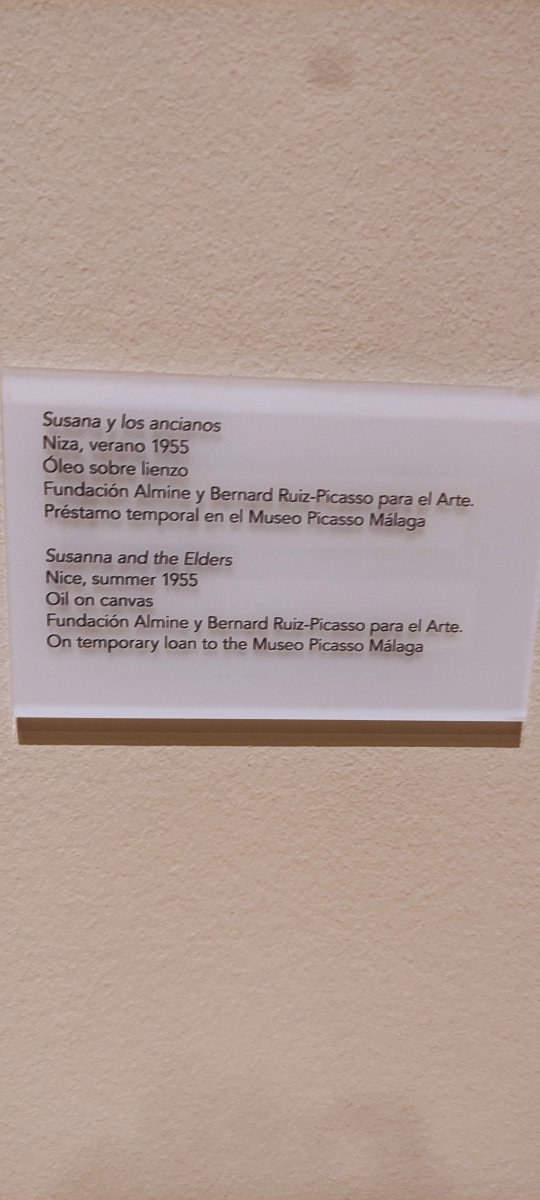 Susana y los ancianos
Niza, verano 1955
Óleo sobre lienzo
Fundación Almine y Bernard Ruiz-Picasso para el Arte.
Préstamo temporal en el Museo Picasso Málaga
Susanna and the Elders
Nice, summer 1955
Oil on canvas
Fundación Almine y Bernard Ruiz-Picasso para el Arte.
On temporary loan to the Museo Picasso Málaga